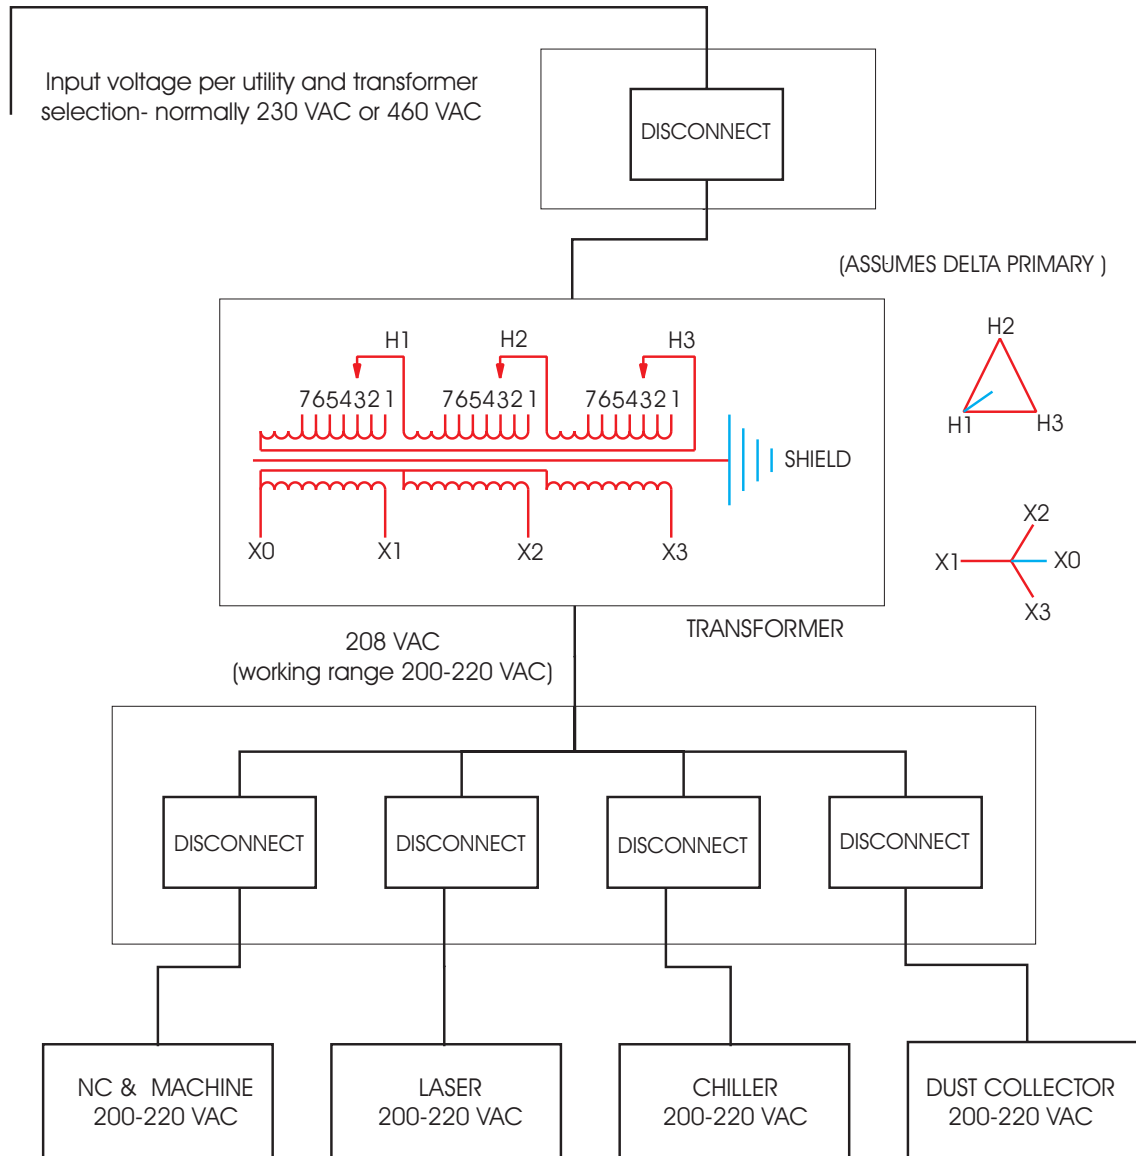 Input voltage per utility and transformer
selection- normally 230 VAC or 460 VAC
DISCONNECT
(ASSUMES DELTA PRIMARY )
H1
H2
H3
7654321
7654321
7654321
SHIELD
X0
X1
X2
X3
H2
H1
H3
X2
X1
X0
X3
TRANSFORMER
208 VAC
(working range 200-220 VAC)
DISCONNECT
DISCONNECT
DISCONNECT
DISCONNECT
NC & MACHINE
200-220 VAC
LASER
200-220 VAC
CHILLER
200-220 VAC
DUST COLLECTOR
200-220 VAC